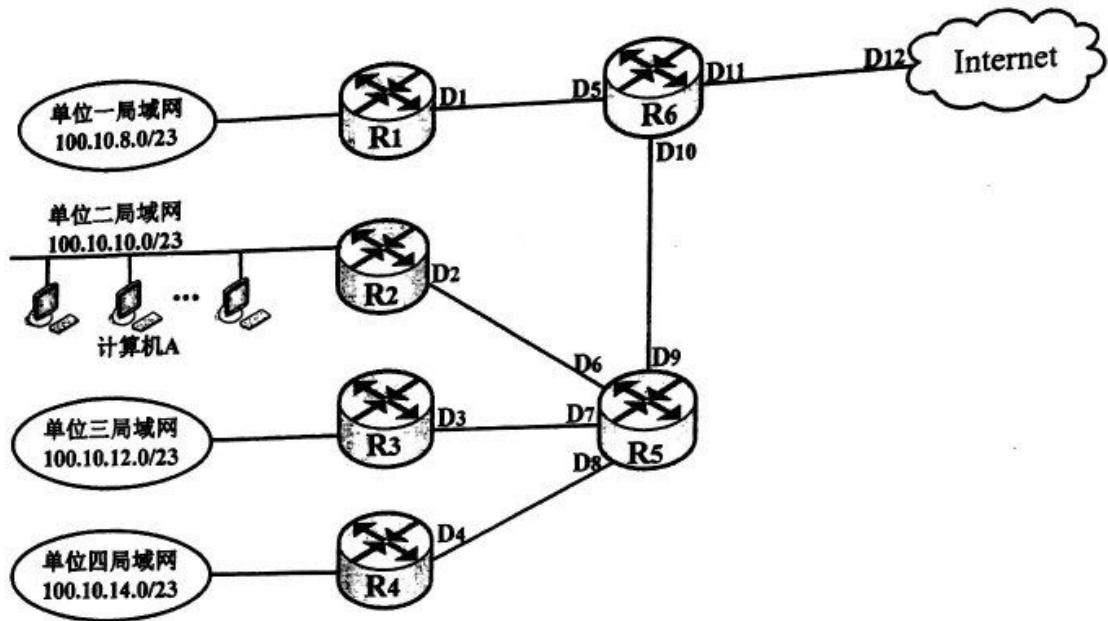 D12
Internet
D1
D5
D11
单位一局域网
100.10.8.0/23
R1
R6
D10
单位二局域网
100.10.10.0/23
R2
D2
...
计算机A
D6
D9
单位三局域网
100.10.12.0/23
R3
D3
D7
R5
D8
单位四局域网
100.10.14.0/23
R4
D4